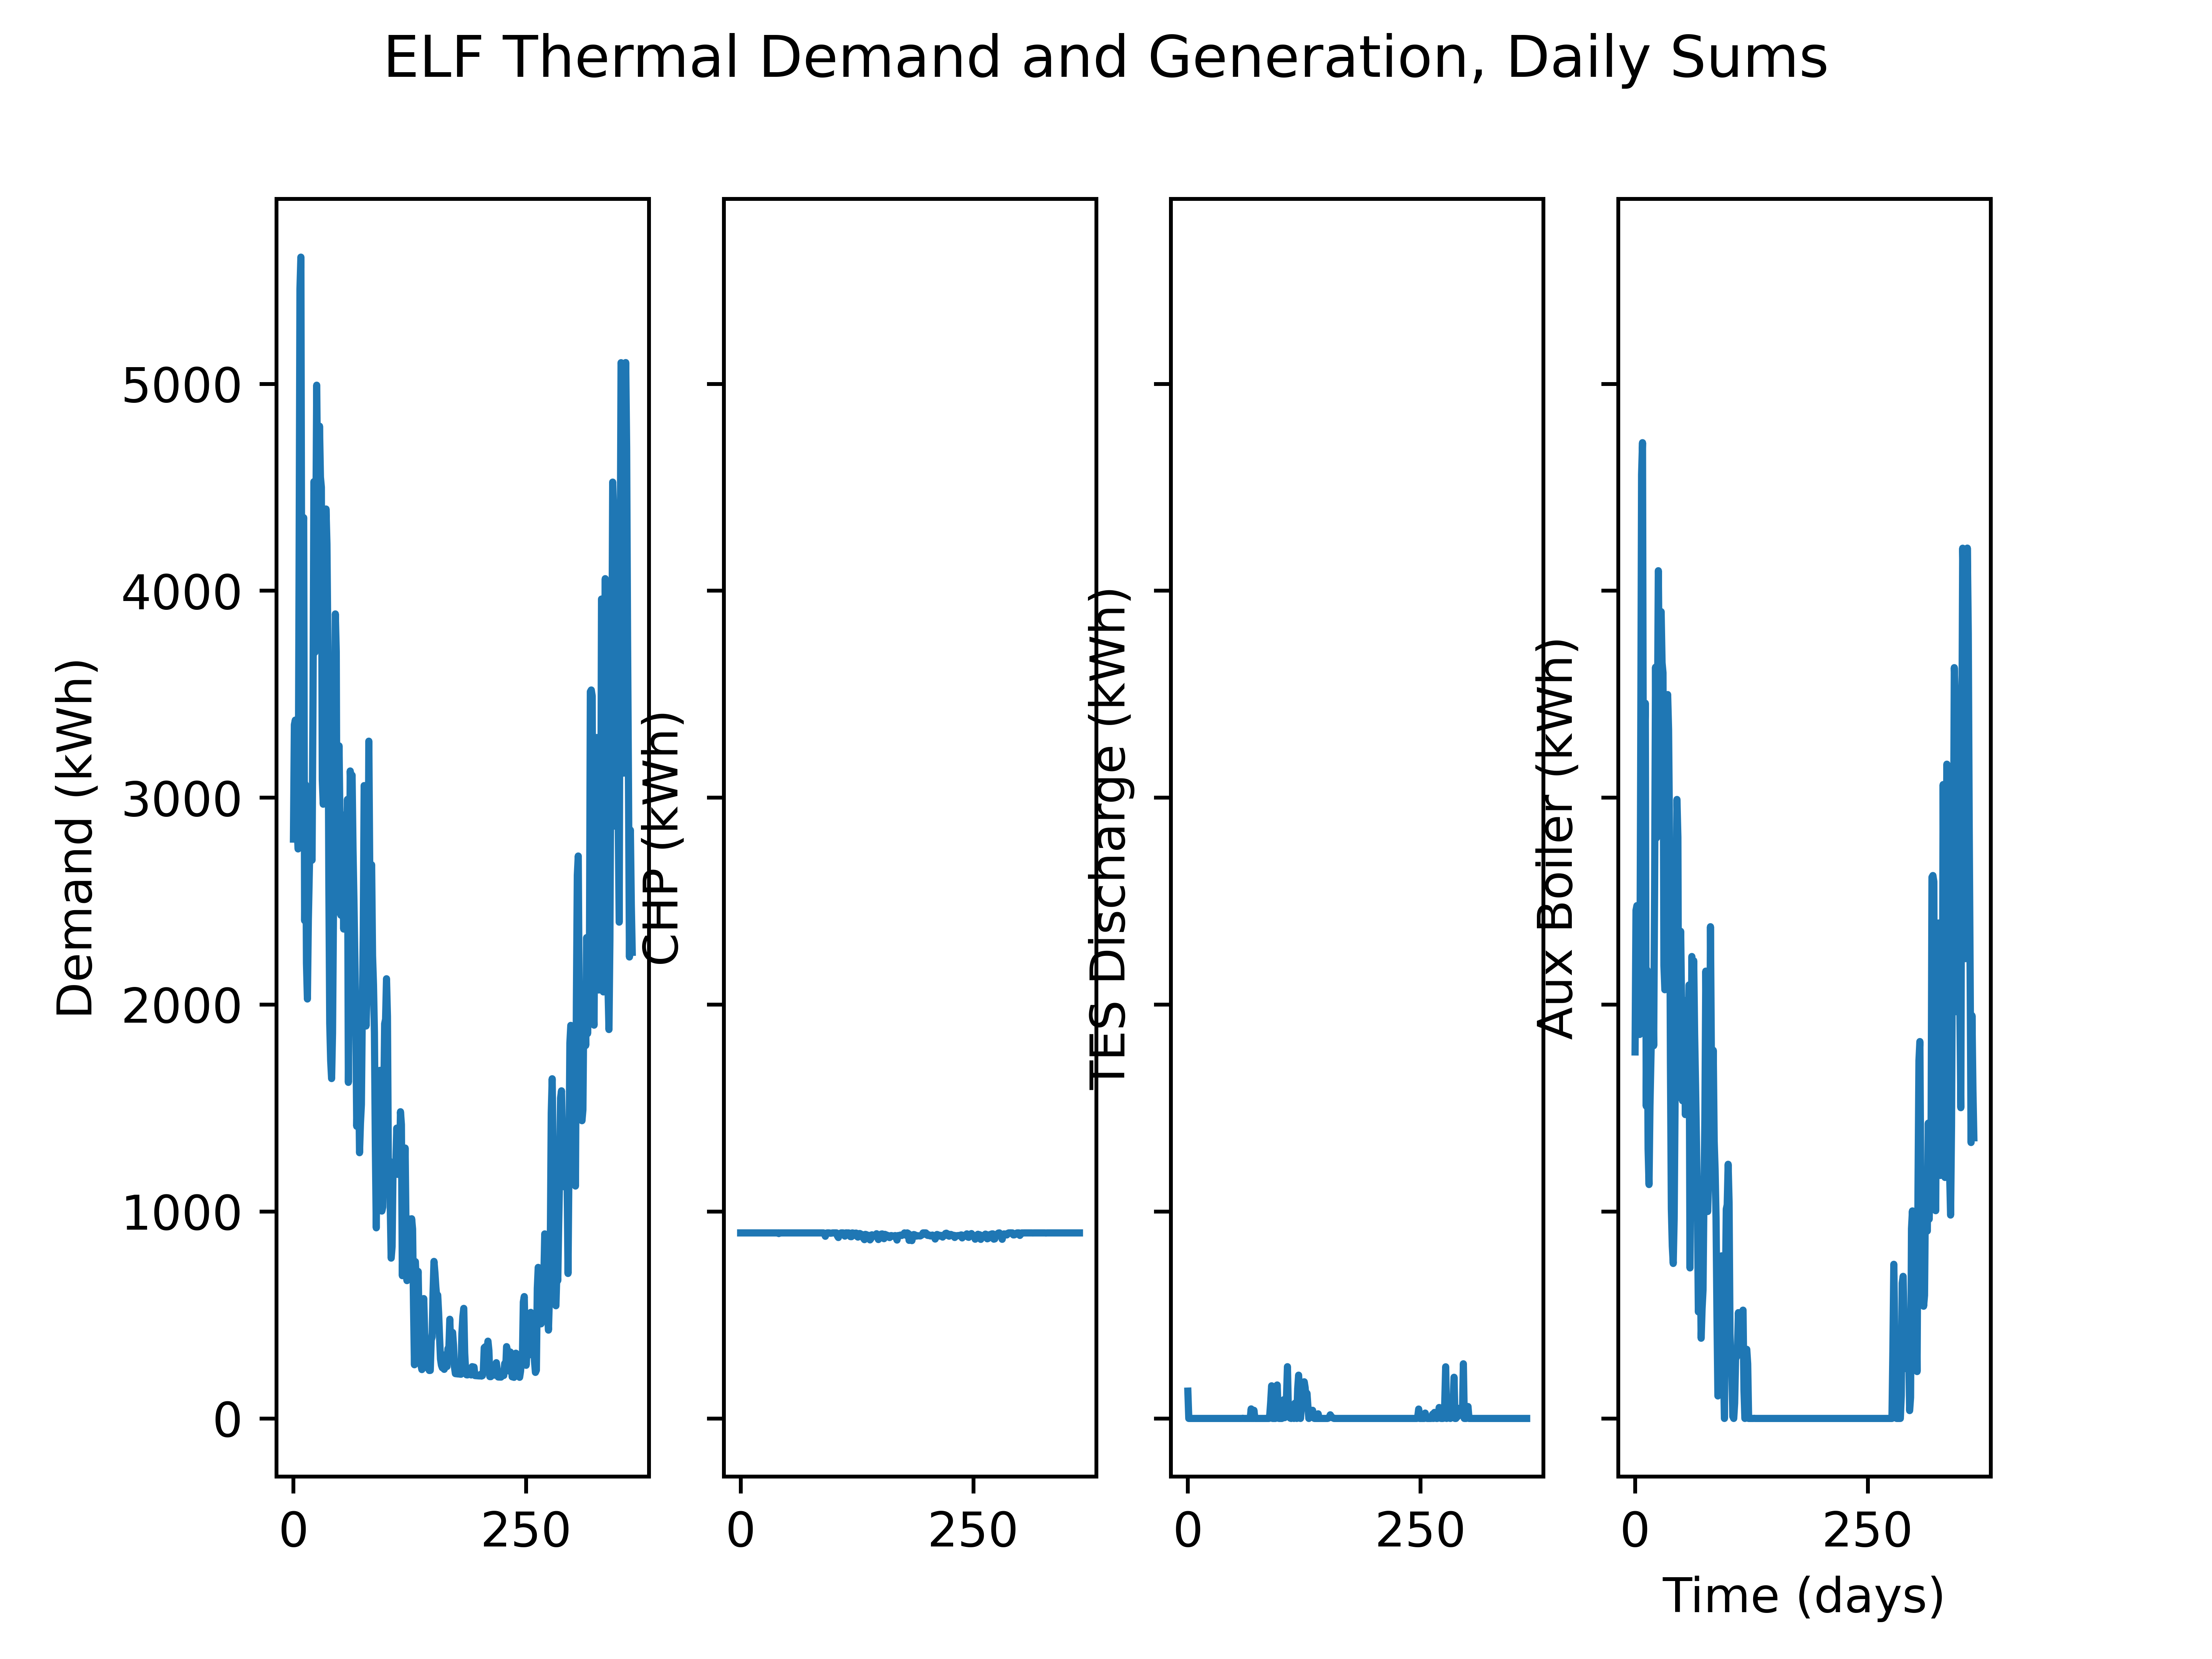 ELF Thermal Demand and Generation, Daily Sums
Demand (kWh)
5000
4000
3000
2000
1000
0
0 250
CHP (kWh)
0 250
TES Discharge (kWh)
0 250
Aux Boiler (kWh)
0 250
Time (days)